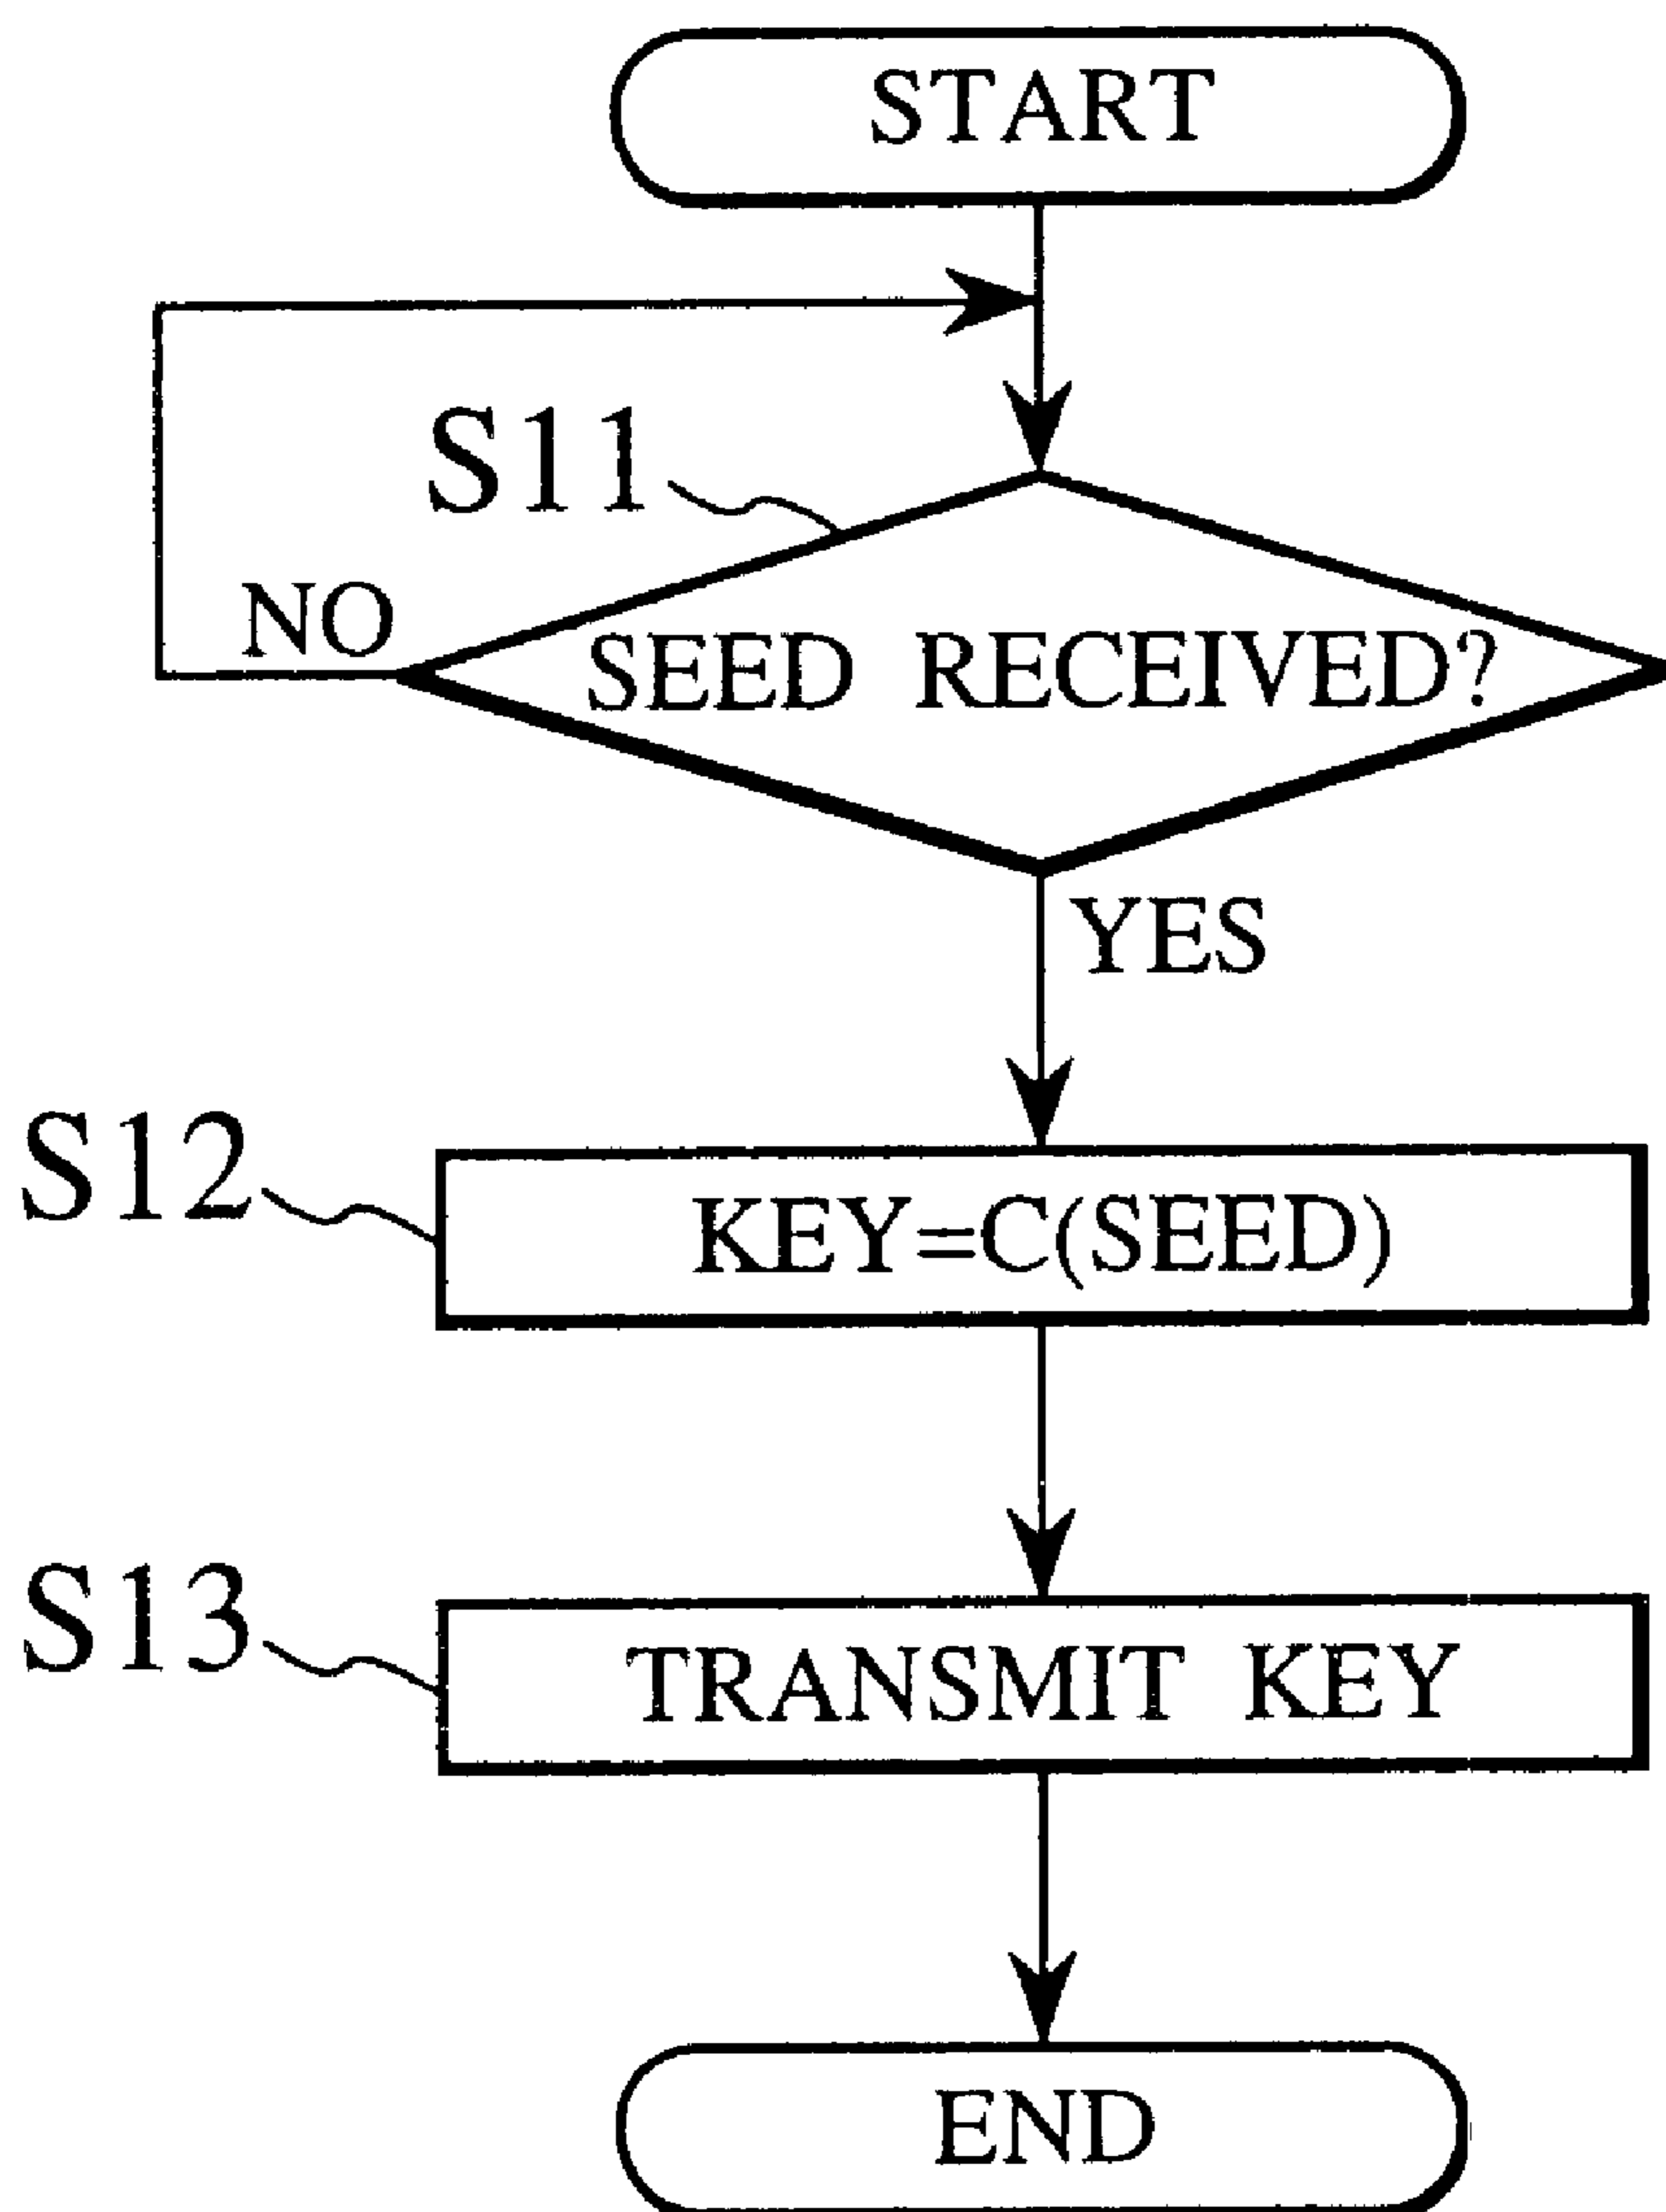 START
S11
NO
SEED RECEIVED?
YES
S12
KEY=C(SEED)
S13
TRANSMIT KEY
END